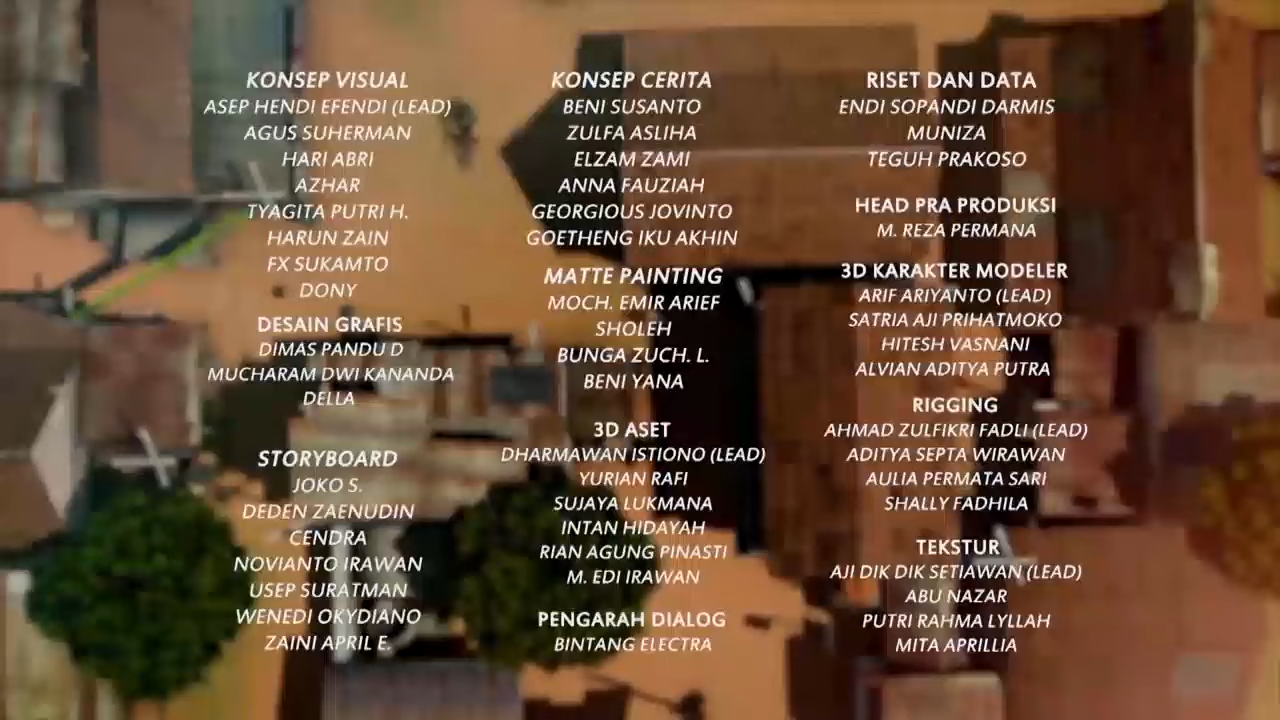 KONSEP VISUAL
ASEP HENDI EFENDI (LEAD)
AGUS SUHERMAN
HARI ABRI
AZHAR
TYAGITA PUTRI H.
HARUN ZAIN
FX SUKAMTO
DONY
DESAIN GRAFIS
DIMAS PANDU D
MUCHARAM DWI KANANDA
DELLA
STORYBOARD
JOKO S.
DEDEN ZAENUDIN
CENDRA
NOVIANTO IRAWAN
USEP SURATMAN
WENEDI OKYDIANO
ZAINI APRIL E.
KONSEP CERITA
BENI SUSANTO
ZULFA ASLIHA
ELZAM ZAMI
ANNA FAUZIAH
GEORGIOUS JOVINTO
GOETHENG IKU AKHIN
MATTE PAINTING
MOCH. EMIR ARIEF
SHOLEH
BUNGA ZUCH. L.
BENI YANA
3D ASET
DHARMAWAN ISTIONO (LEAD)
YURIAN RAFI
SUJAYA LUKMANA
INTAN HIDAYAH
RIAN AGUNG PINASTI
M. EDI IRAWAN
PENGARAH DIALOG
BINTANG ELECTRA
RISET DAN DATA
ENDI SOPANDI DARMIS
MUNIZA
TEGUH PRAKOSO
HEAD PRA PRODUKSI
M. REZA PERMANA
3D KARAKTER MODELER
ARIF ARIYANTO (LEAD)
SATRIA AJI PRIHATMOKO
HITESH VASNANI
ALVIAN ADITYA PUTRA
RIGGING
AHMAD ZULFIKRI FADLI (LEAD)
ADITYA SEPTA WIRAWAN
AULIA PERMATA SARI
SHALLY FADHILA
TEKSTUR
AJI DIK DIK SETIAWAN (LEAD)
ABU NAZAR
PUTRI RAHMA LYLLAH
MITA APRILLIA